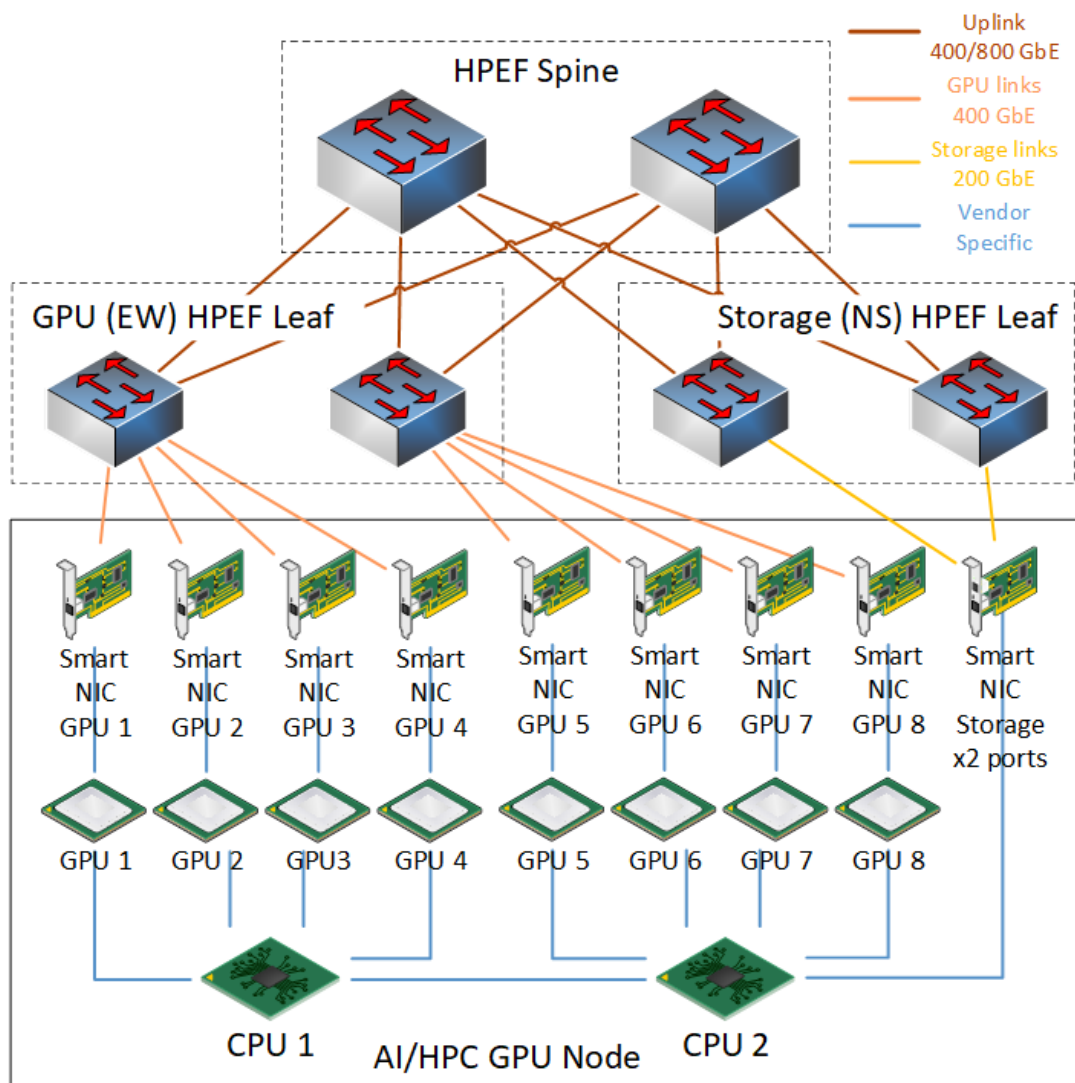 Uplink
400/800 GbE
HPEF Spine
GPU links
400 GbE
Storage links
200 GbE
Vendor
Specific
GPU (EW) HPEF Leaf
Storage (NS) HPEF Leaf
Smart
NIC
GPU 1
Smart
NIC
GPU 2
Smart
NIC
GPU 3
Smart
NIC
GPU 4
Smart
NIC
GPU 5
Smart
NIC
GPU 6
Smart
NIC
GPU 7
Smart
NIC
GPU 8
Smart
NIC
Storage
x2 ports
GPU 1
GPU 2
GPU3
GPU 4
GPU 5
GPU 6
GPU 7
GPU 8
CPU 1
CPU 2
AI/HPC GPU Node